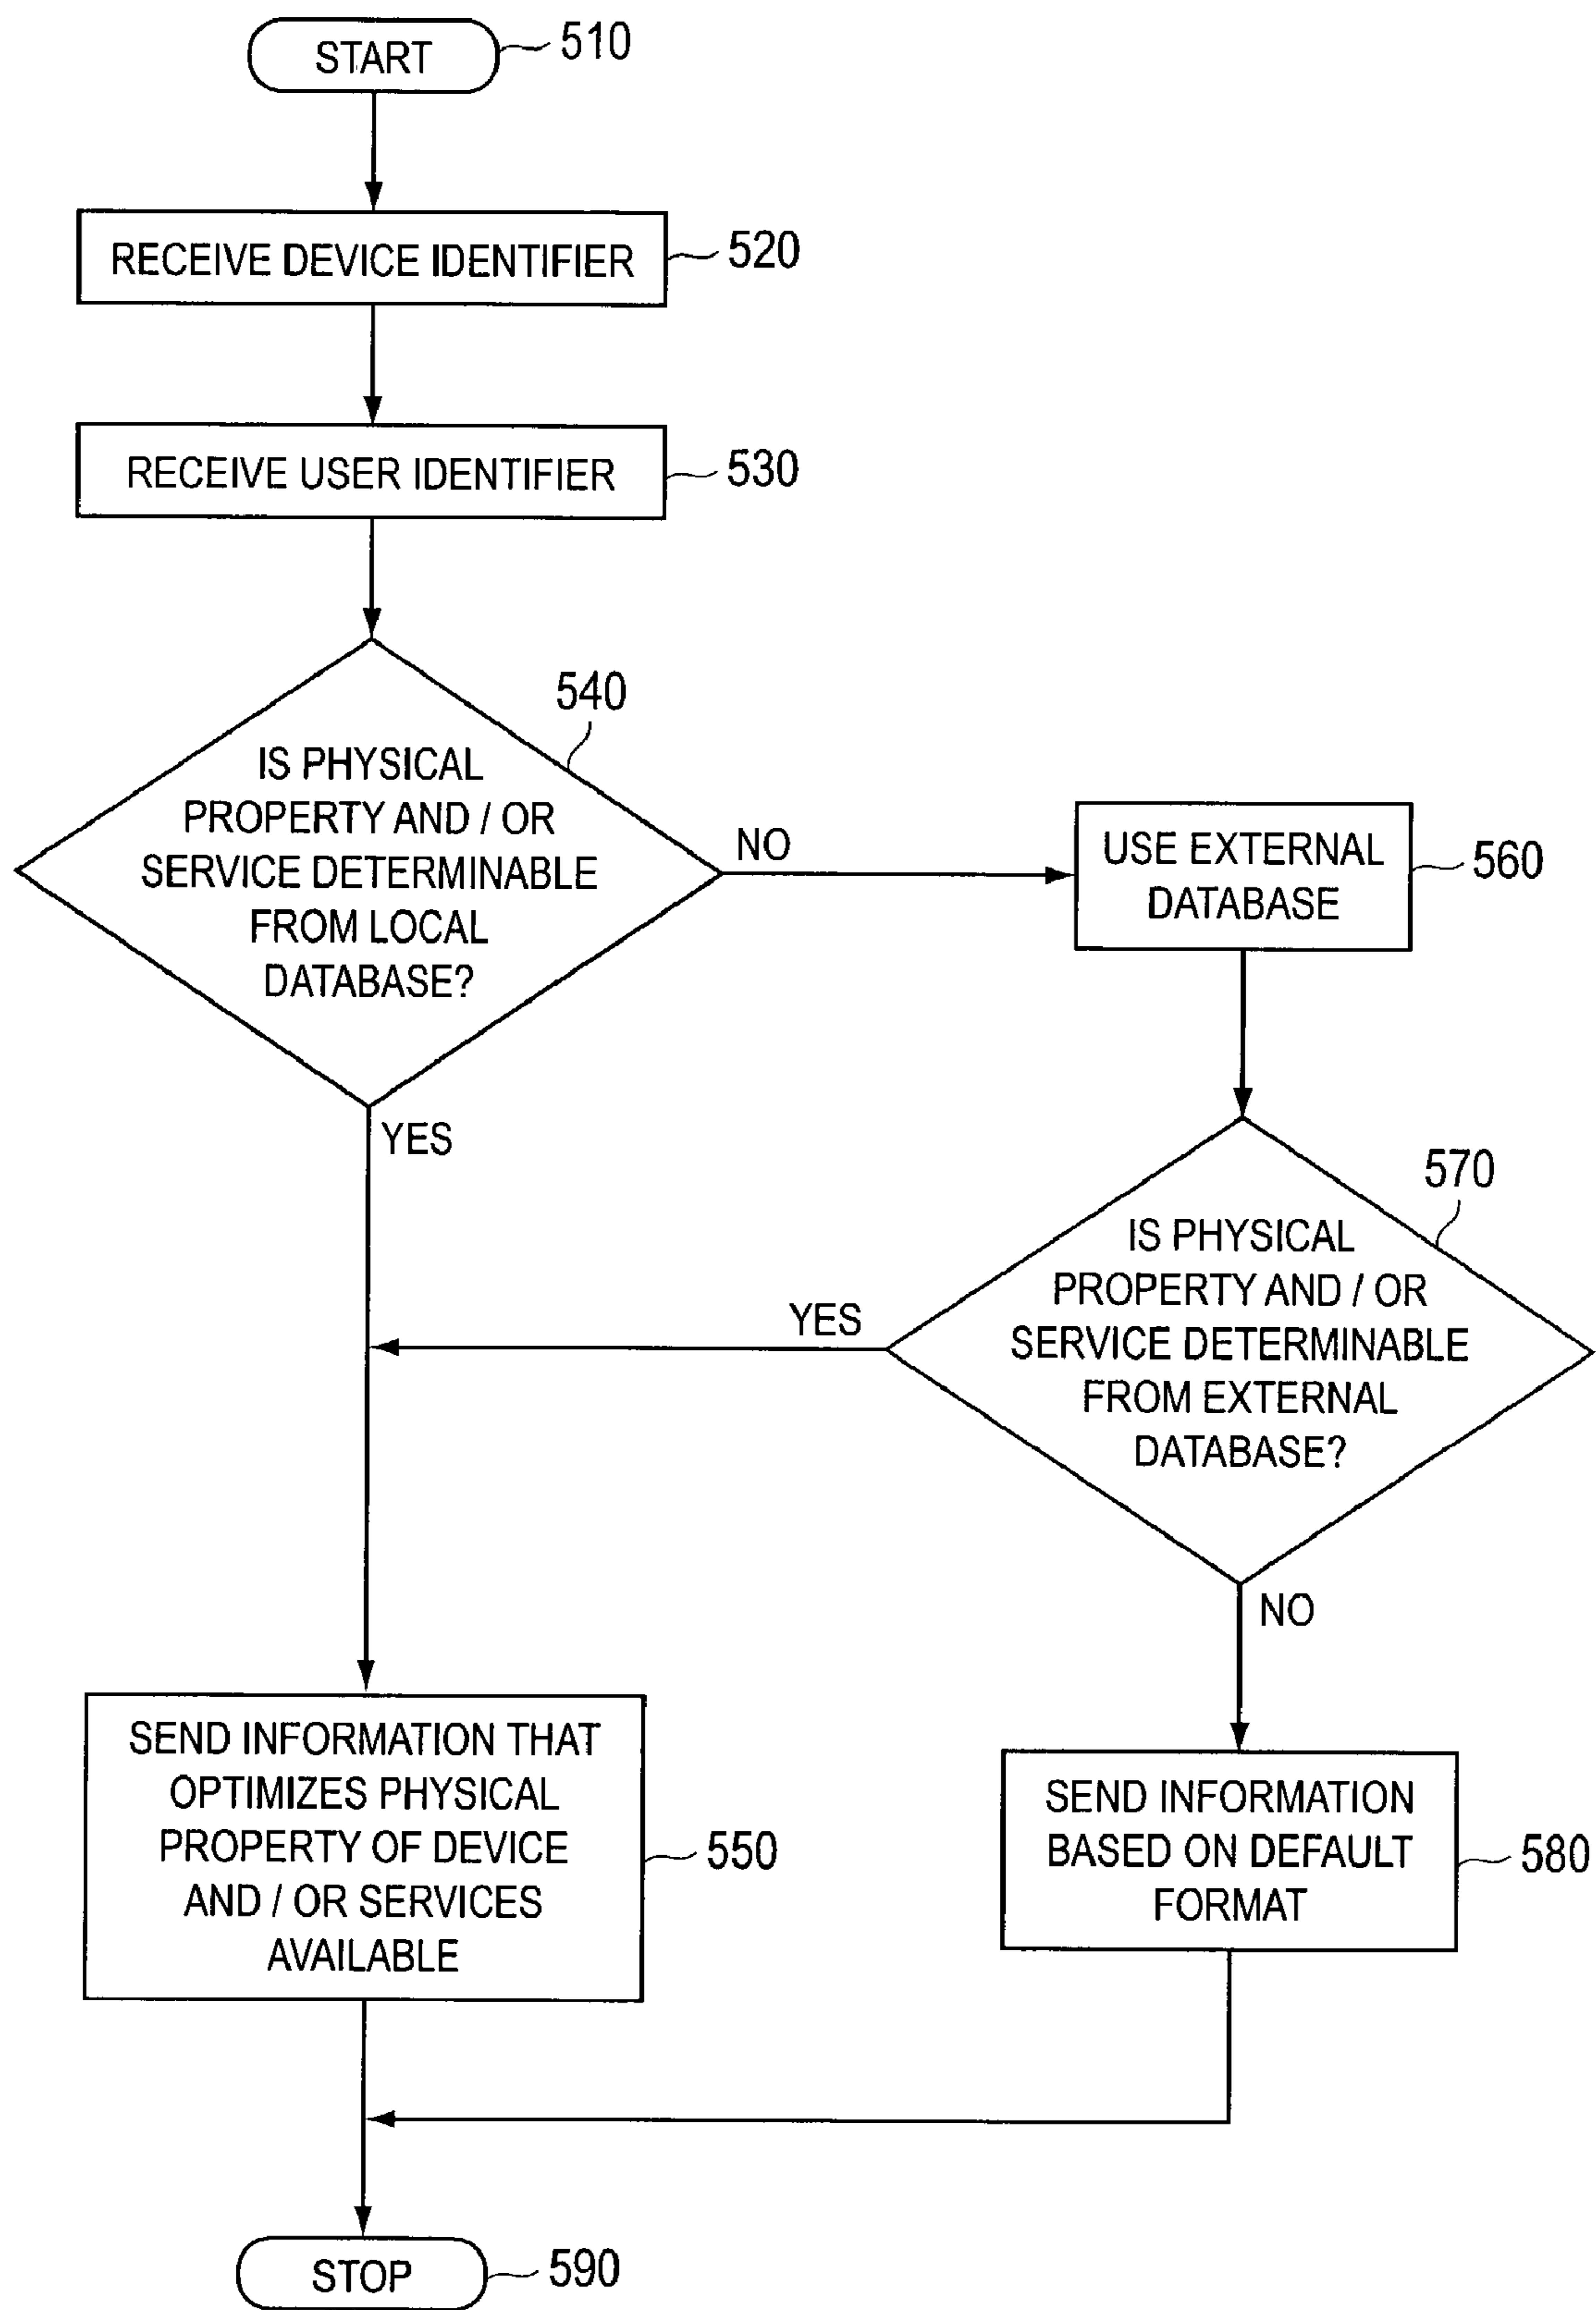 START
510
RECEIVE DEVICE IDENTIFIER
520
RECEIVE USER IDENTIFIER
530
540
IS PHYSICAL
PROPERTY AND / OR
SERVICE DETERMINABLE
FROM LOCAL
DATABASE?
NO
YES
USE EXTERNAL
DATABASE
560
570
IS PHYSICAL
PROPERTY AND / OR
SERVICE DETERMINABLE
FROM EXTERNAL
DATABASE?
YES
NO
SEND INFORMATION THAT
OPTIMIZES PHYSICAL
PROPERTY OF DEVICE
AND / OR SERVICES
AVAILABLE
550
SEND INFORMATION
BASED ON DEFAULT
FORMAT
580
STOP
590